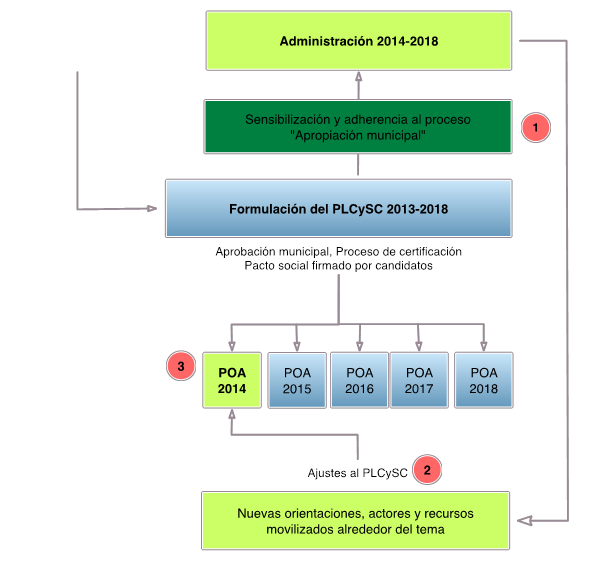 Administración 2014-2018
Sensibilización y adherencia al proceso
"Apropiación municipal"
1
Formulación del PLCySC 2013-2018
Aprobación municipal, Proceso de certificación
Pacto social firmado por candidatos
3
POA
2014
POA
2015
POA
2016
POA
2017
POA
2018
Ajustes al PLCySC
2
Nuevas orientaciones, actores y recursos
movilizados alrededor del tema